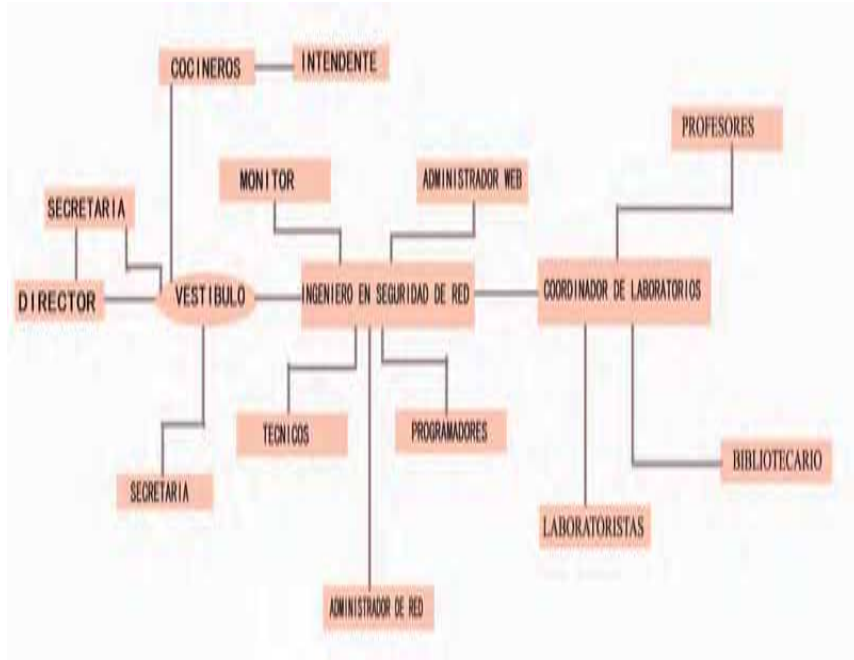 COCINEROS
INTENDENTE
PROFESORES
MONITOR
ADMINISTRADOR WEB
SECRETARIA
DIRECTOR
VESTIBULO
INGENIERO EN SEGURIDAD DE RED
COORDINADOR DE LABORATORIOS
TECNICOS
PROGRAMADORES
BIBLIOTECARIO
SECRETARIA
LABORATORISTAS
ADMINISTRADOR DE RED